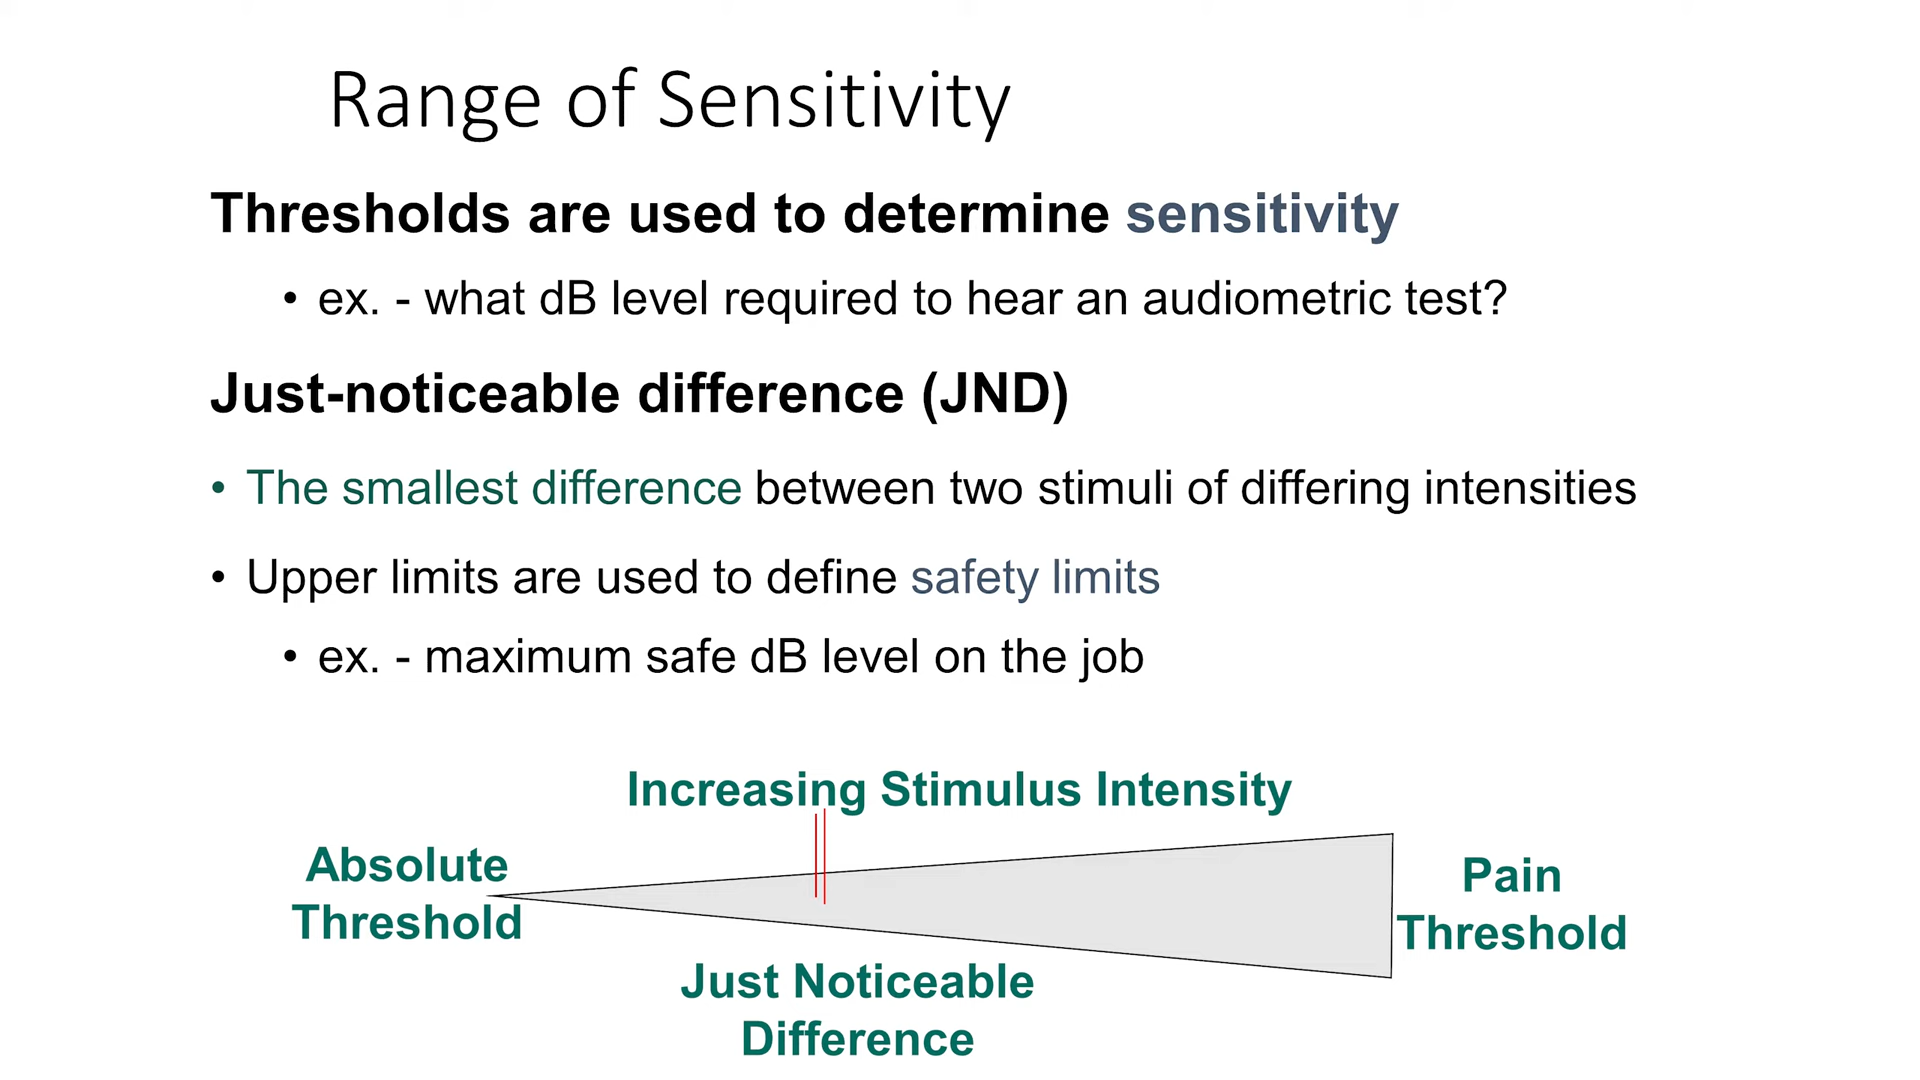 Range of Sensitivity
Thresholds are used to determine sensitivity
• ex. - what dB level required to hear an audiometric test?
Just-noticeable difference (JND)
• The smallest difference between two stimuli of differing intensities
• Upper limits are used to define safety limits
• ex. - maximum safe dB level on the job
Increasing Stimulus Intensity
Absolute
Threshold
Pain
Threshold
Just Noticeable
Difference